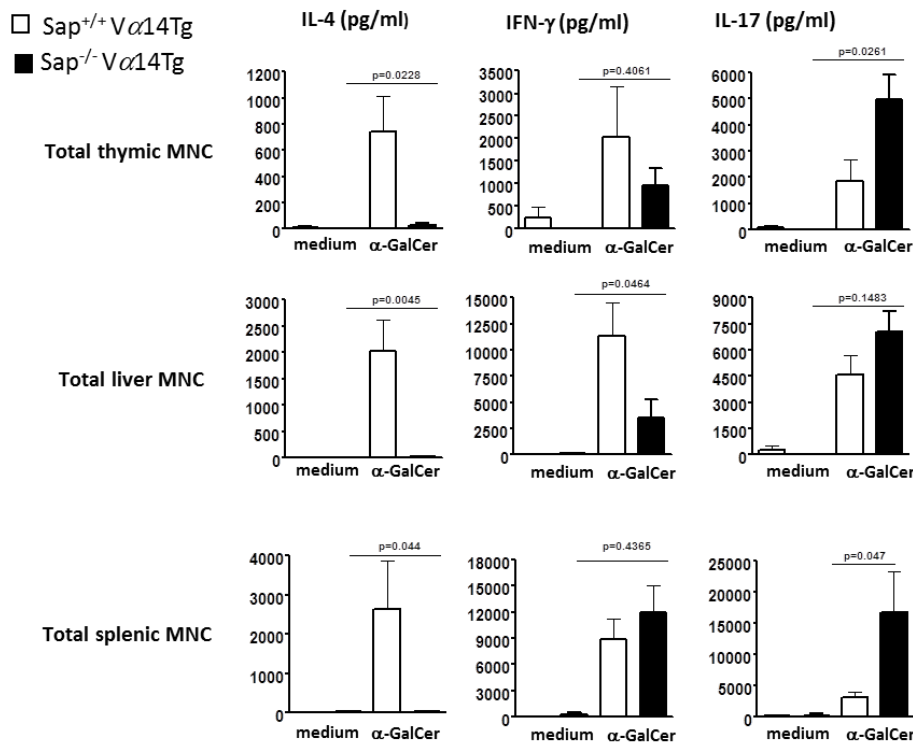 Sap+/+ Vα14Tg
Sap-/- Vα14Tg
IL-4 (pg/ml)
IFN-γ (pg/ml)
IL-17 (pg/ml)
Total thymic MNC
1200
1000
800
600
400
200
0
p=0.0228
medium α-GalCer
3500
3000
2500
2000
1500
1000
500
0
p=0.4061
medium α-GalCer
6000
5000
4000
3000
2000
1000
0
p=0.0261
medium α-GalCer
Total liver MNC
3000
2500
2000
1500
1000
500
0
p=0.0045
medium α-GalCer
15000
12500
10000
7500
5000
2500
0
p=0.0464
medium α-GalCer
9000
7500
6000
4500
3000
1500
0
p=0.1483
medium α-GalCer
Total splenic MNC
4000
3000
2000
1000
0
p=0.044
medium α-GalCer
18000
15000
12000
9000
6000
3000
0
p=0.4365
medium α-GalCer
25000
20000
15000
10000
5000
0
p=0.047
medium α-GalCer